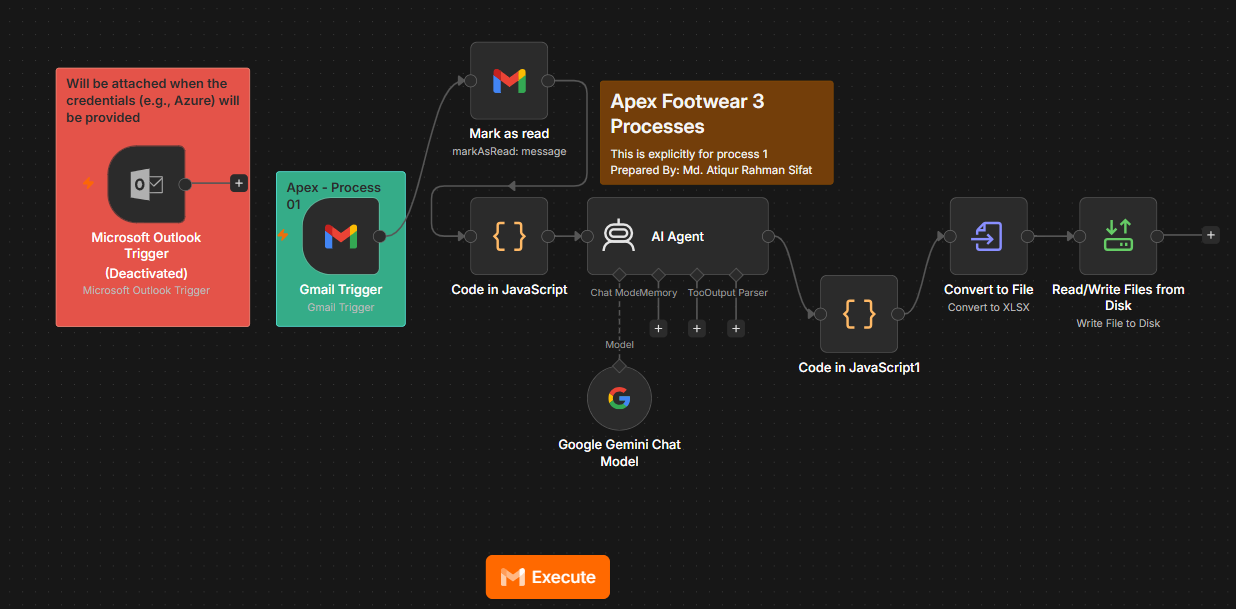 Will be attached when the
credentials (e.g., Azure) will
be provided
Microsoft Outlook
Trigger
(Deactivated)
Microsoft Outlook Trigger
Apex - Process
01
Gmail Trigger
Gmail Trigger
Mark as read
markAsRead: message
Apex Footwear 3
Processes
This is explicitly for process 1
Prepared By: Md. Atiqur Rahman Sifat
Code in JavaScript
AI Agent
Chat Mode
Memory
Too
Output Parser
Model
Google Gemini Chat
Model
Code in JavaScript1
Convert to File
Convert to XLSX
Read/Write Files from
Disk
Write File to Disk
Execute